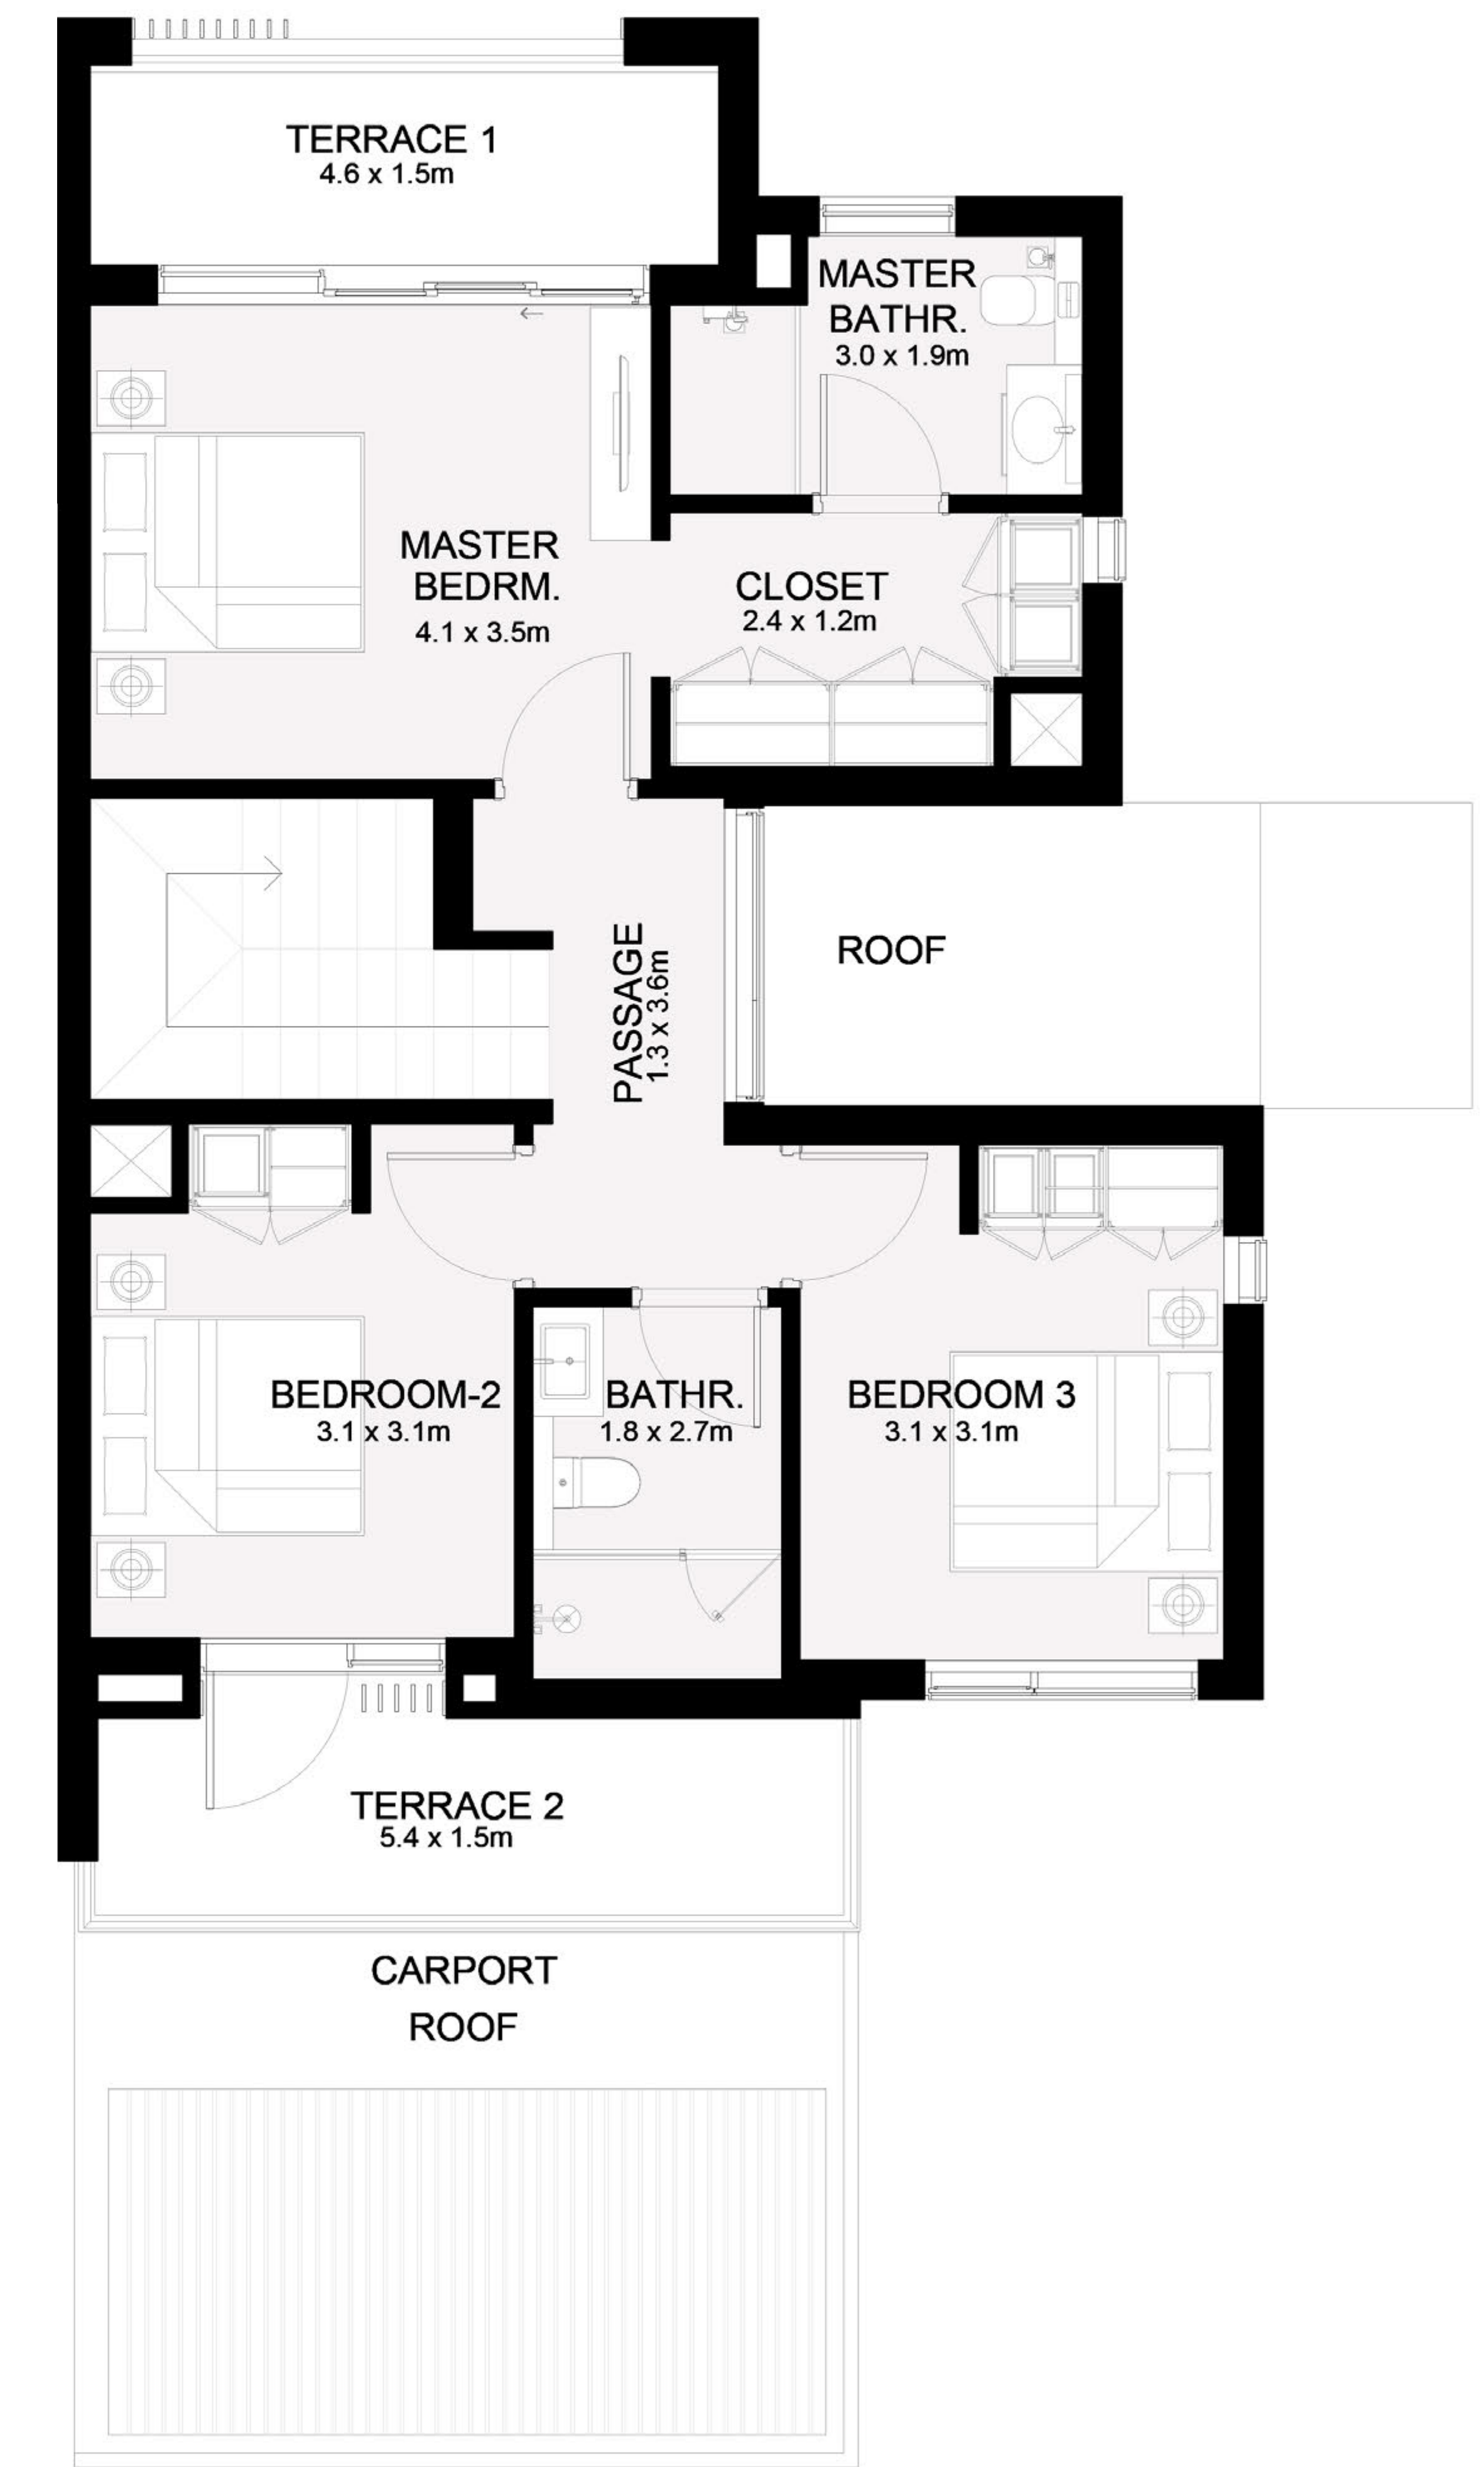 TERRACE 1
4.6 x 1.5m
MASTER
BATHR.
3.0 x 1.9m
MASTER
BEDRM.
4.1 x 3.5m
CLOSET
2.4 x 1.2m
PASSAGE
1.3 x 3.6m
ROOF
BEDROOM-2
3.1 x 3.1m
BATHR.
1.8 x 2.7m
BEDROOM 3
3.1 x 3.1m
TERRACE 2
5.4 x 1.5m
CARPORT
ROOF